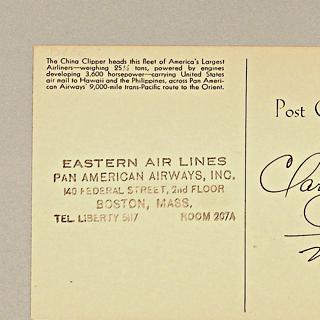 The China Clipper heads this fleet of America's Largest
Airliners—weighing 25½ tons, powered by engines
developing 3,600 horsepower—carrying United States
air mail to Hawaii and the Philippines, across Pan Ameri-
can Airways' 9,000-mile trans-Pacific route to the Orient.
Post
EASTERN AIR LINES
PAN AMERICAN AIRWAYS, INC.
140 FEDERAL STREET, 2nd FLOOR
BOSTON, MASS.
TEL. LIBERTY 5117 ROOM 207A